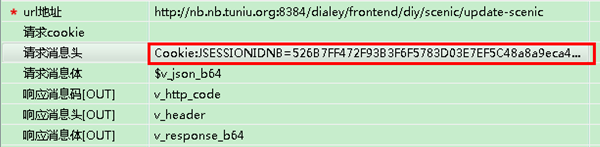 * url地址 http://nb.nb.tuniu.org:8384/dialey/frontend/diy/scenic/update-scenic
请求cookie
请求消息头 Cookie:JSESSIONIDNB=526B7FF472F93B3F6F5783D03E7EF5C48a8a9eca4...
请求消息体 $v_json_b64
响应消息码[OUT] v_http_code
响应消息头[OUT] v_header
响应消息体[OUT] v_response_b64